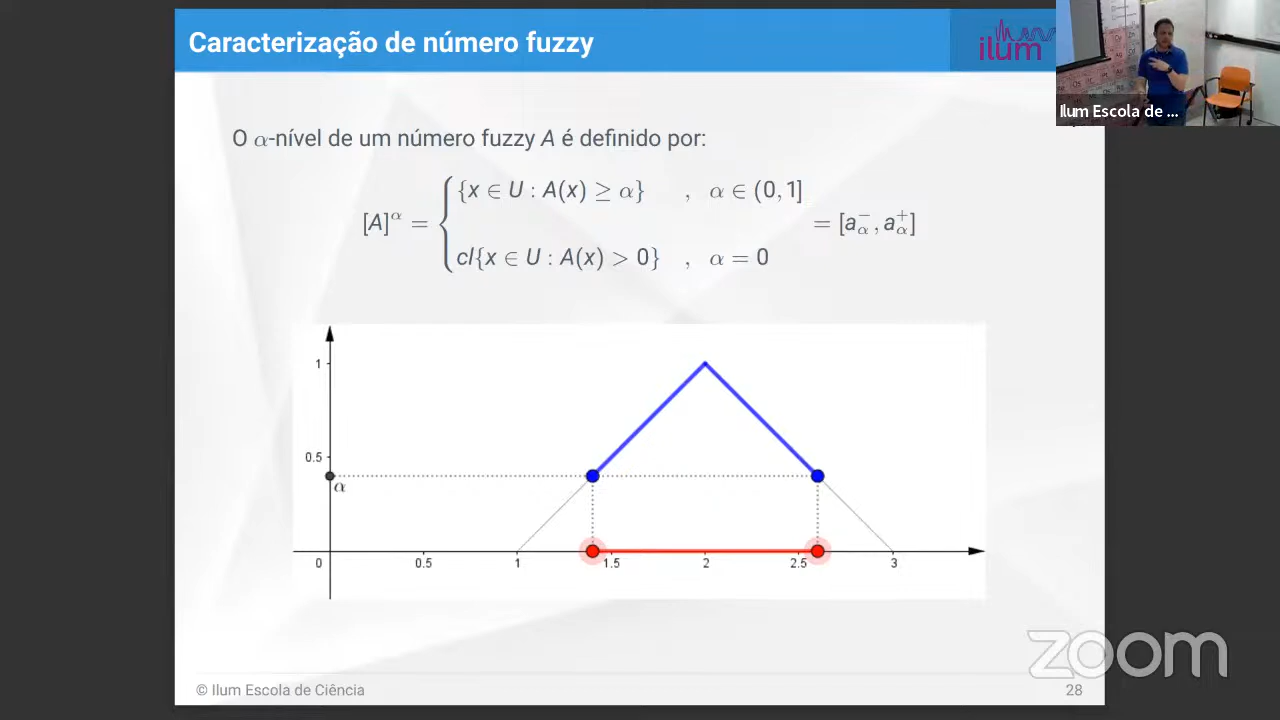 Caracterização de número fuzzy
ilum
Ilum Escola de ...
O α-nível de um número fuzzy A é definido por:
{x ∈ U : A(x) ≥ α} , α ∈ (0, 1]
[A]^α = { = [a_α^-, a_α^+]
cl{x ∈ U : A(x) > 0} , α = 0
1
0.5
α
0 0.5 1 1.5 2 2.5 3
zoom
© Ilum Escola de Ciência 28